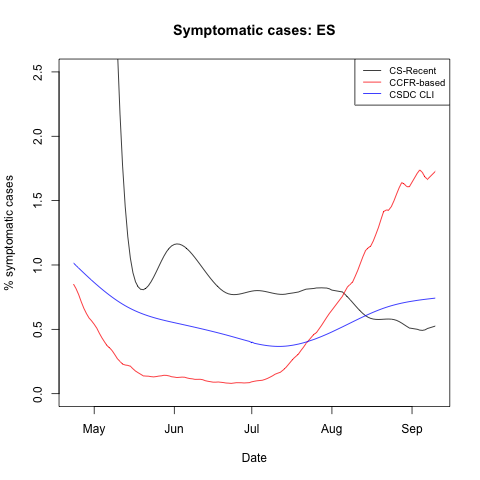 Symptomatic cases: ES
CS-Recent
CCFR-based
CSDC CLI
% symptomatic cases
2.5
2.0
1.5
1.0
0.5
0.0
May Jun Jul Aug Sep
Date